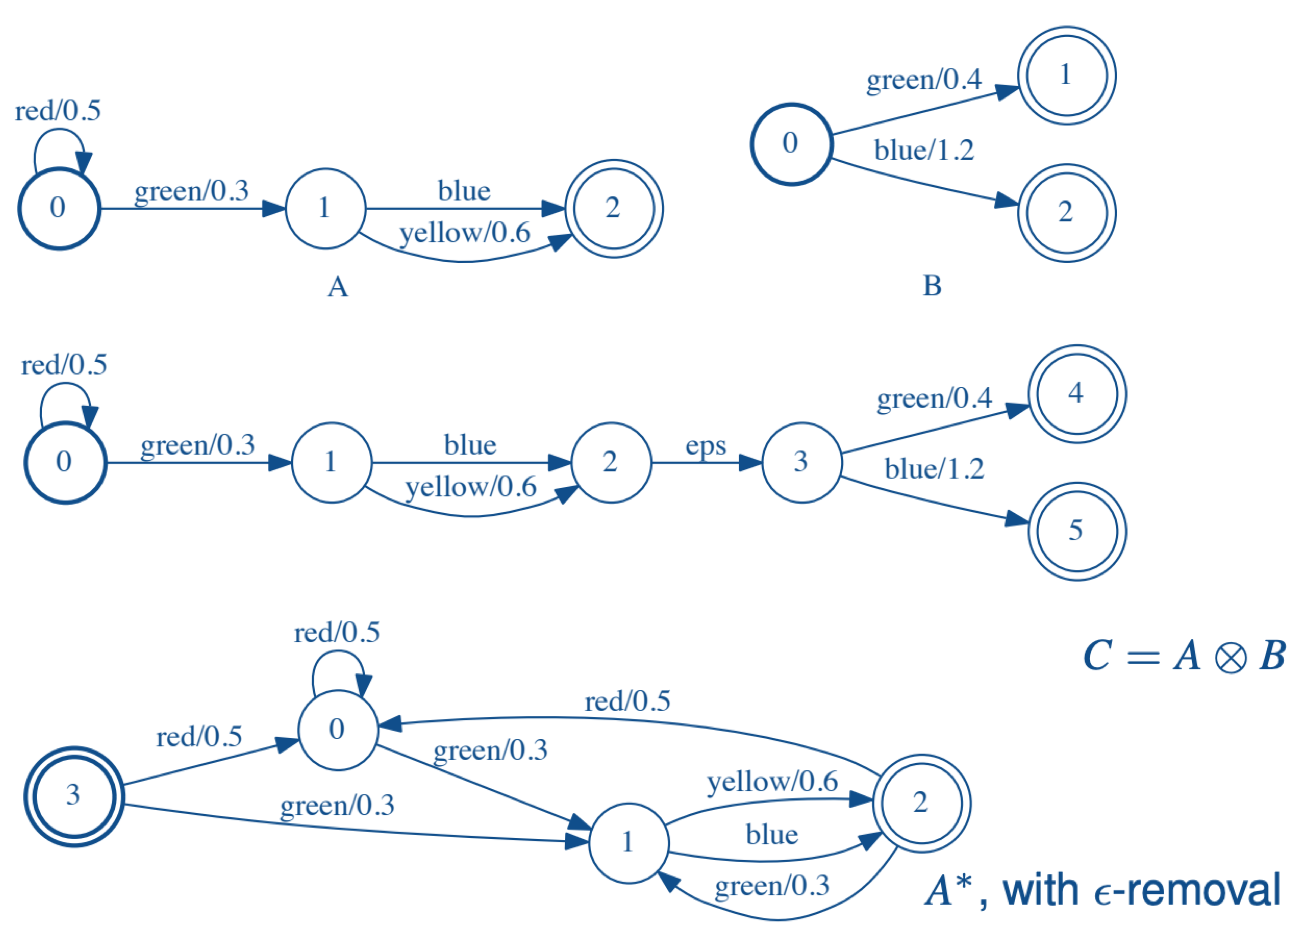 red/0.5
0
green/0.3
1
blue
yellow/0.6
2
A
0
green/0.4
1
blue/1.2
2
B
red/0.5
0
green/0.3
1
blue
yellow/0.6
2
eps
3
green/0.4
4
blue/1.2
5
C = A ⊗ B
red/0.5
0
red/0.5
red/0.5
3
green/0.3
green/0.3
1
yellow/0.6
blue
2
green/0.3
A*, with ϵ-removal